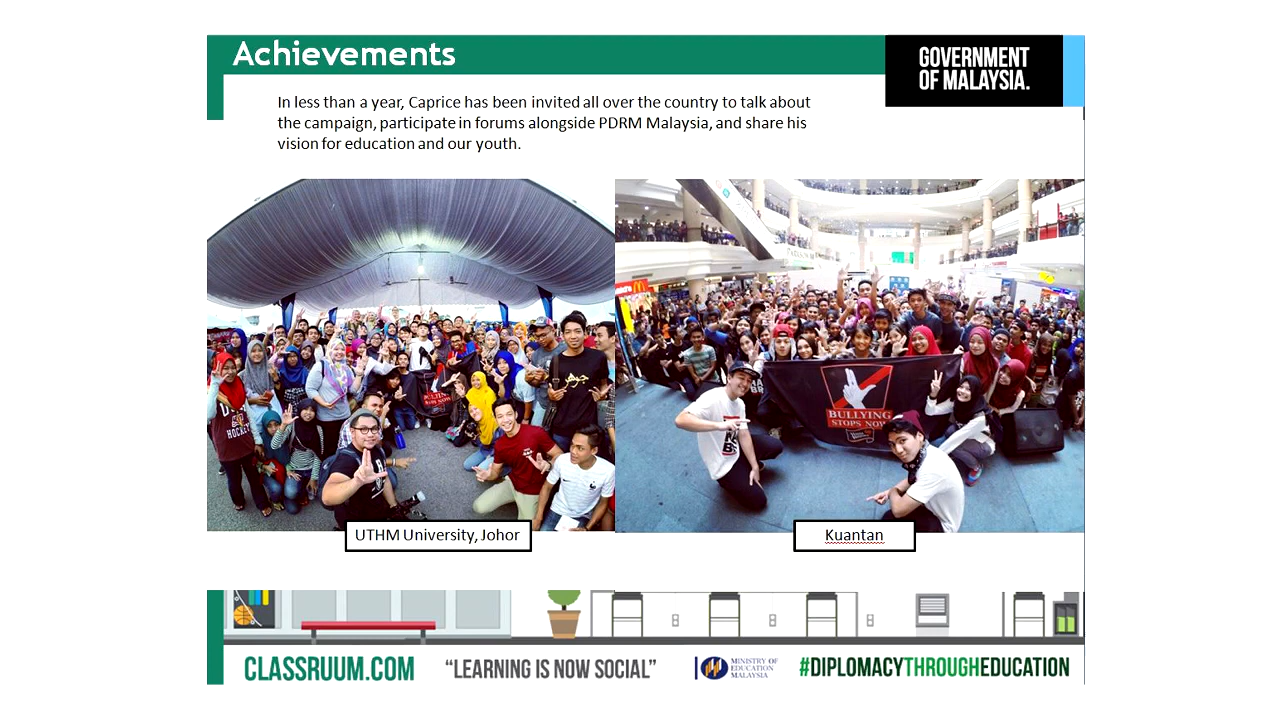 Achievements
GOVERNMENT
OF MALAYSIA.
In less than a year, Caprice has been invited all over the country to talk about
the campaign, participate in forums alongside PDRM Malaysia, and share his
vision for education and our youth.
BULLYING
STOPS NOW
UTHM University, Johor
Kuantan
CLASSRUUM.COM
“LEARNING IS NOW SOCIAL”
MINISTRY OF
EDUCATION
MALAYSIA
#DIPLOMACYTHROUGHEDUCATION